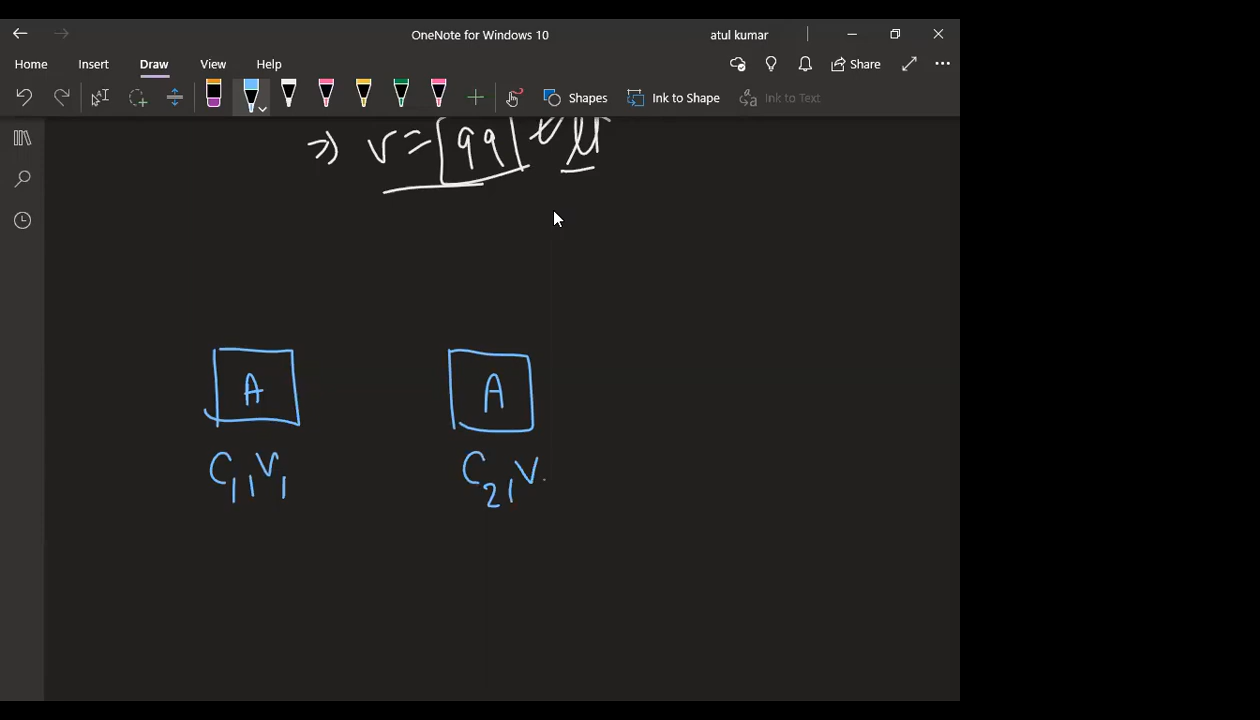 OneNote for Windows 10
atul kumar
Home Insert Draw View Help
Share
Shapes
Ink to Shape
Ink to Text
⇒ V = 99
A A
C1, V1 C2, V